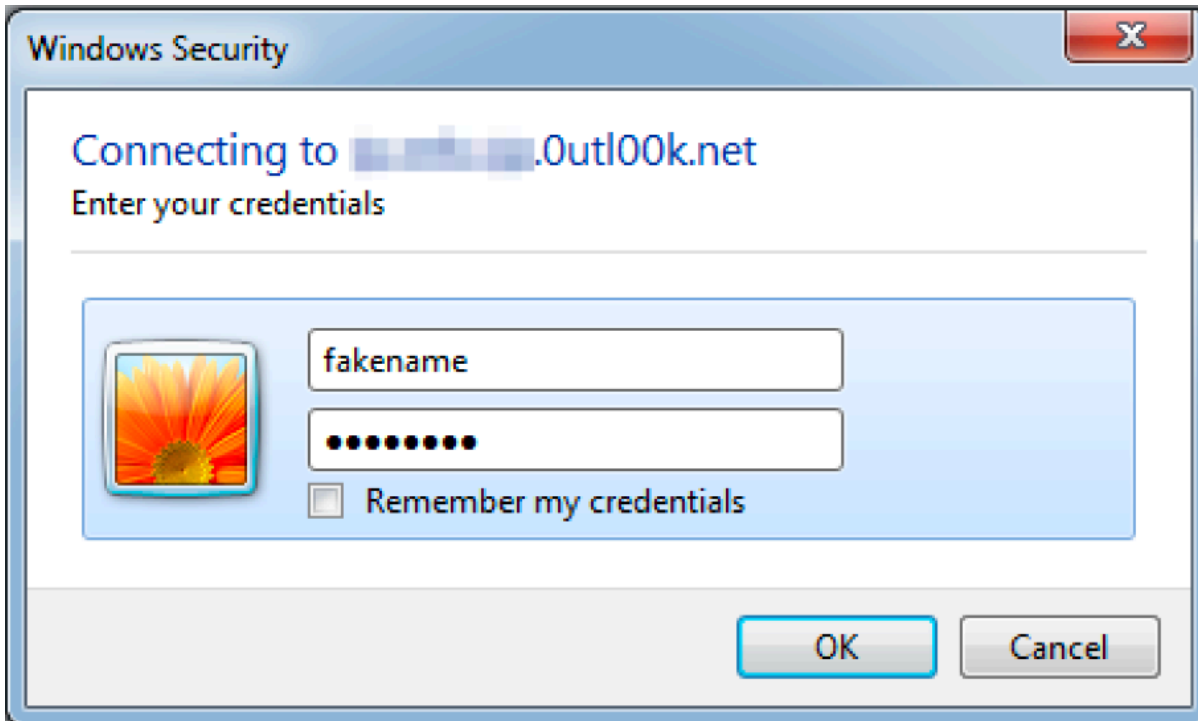 Windows Security
Connecting to .0utl00k.net
Enter your credentials
fakename
••••••••
Remember my credentials
OK
Cancel